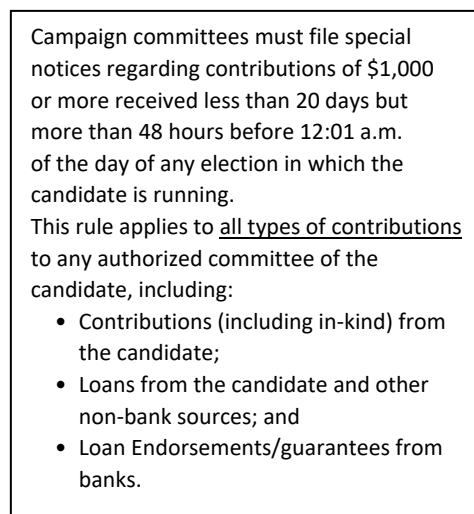 Campaign committees must file special
notices regarding contributions of $1,000
or more received less than 20 days but
more than 48 hours before 12:01 a.m.
of the day of any election in which the
candidate is running.
This rule applies to all types of contributions
to any authorized committee of the
candidate, including:
• Contributions (including in-kind) from
the candidate;
• Loans from the candidate and other
non-bank sources; and
• Loan Endorsements/guarantees from
banks.